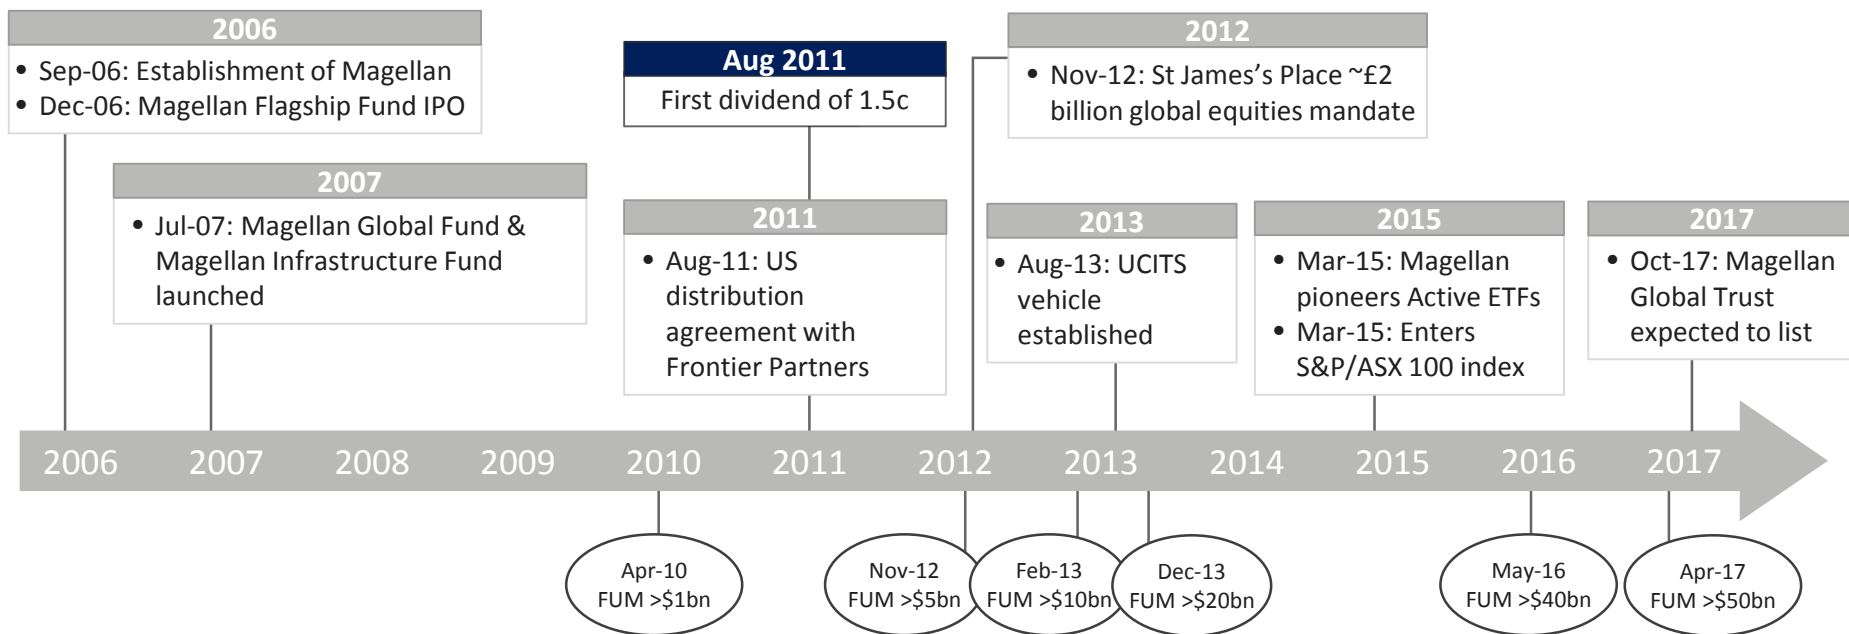 2006
• Sep-06: Establishment of Magellan
• Dec-06: Magellan Flagship Fund IPO
2007
• Jul-07: Magellan Global Fund &
Magellan Infrastructure Fund
launched
Aug 2011
First dividend of 1.5c
2011
• Aug-11: US
distribution
agreement with
Frontier Partners
2012
• Nov-12: St James’s Place ~£2
billion global equities mandate
2013
• Aug-13: UCITS
vehicle
established
2015
• Mar-15: Magellan
pioneers Active ETFs
• Mar-15: Enters
S&P/ASX 100 index
2017
• Oct-17: Magellan
Global Trust
expected to list
2006 2007 2008 2009 2010 2011 2012 2013 2014 2015 2016 2017
Apr-10
FUM >$1bn
Nov-12
FUM >$5bn
Feb-13
FUM >$10bn
Dec-13
FUM >$20bn
May-16
FUM >$40bn
Apr-17
FUM >$50bn